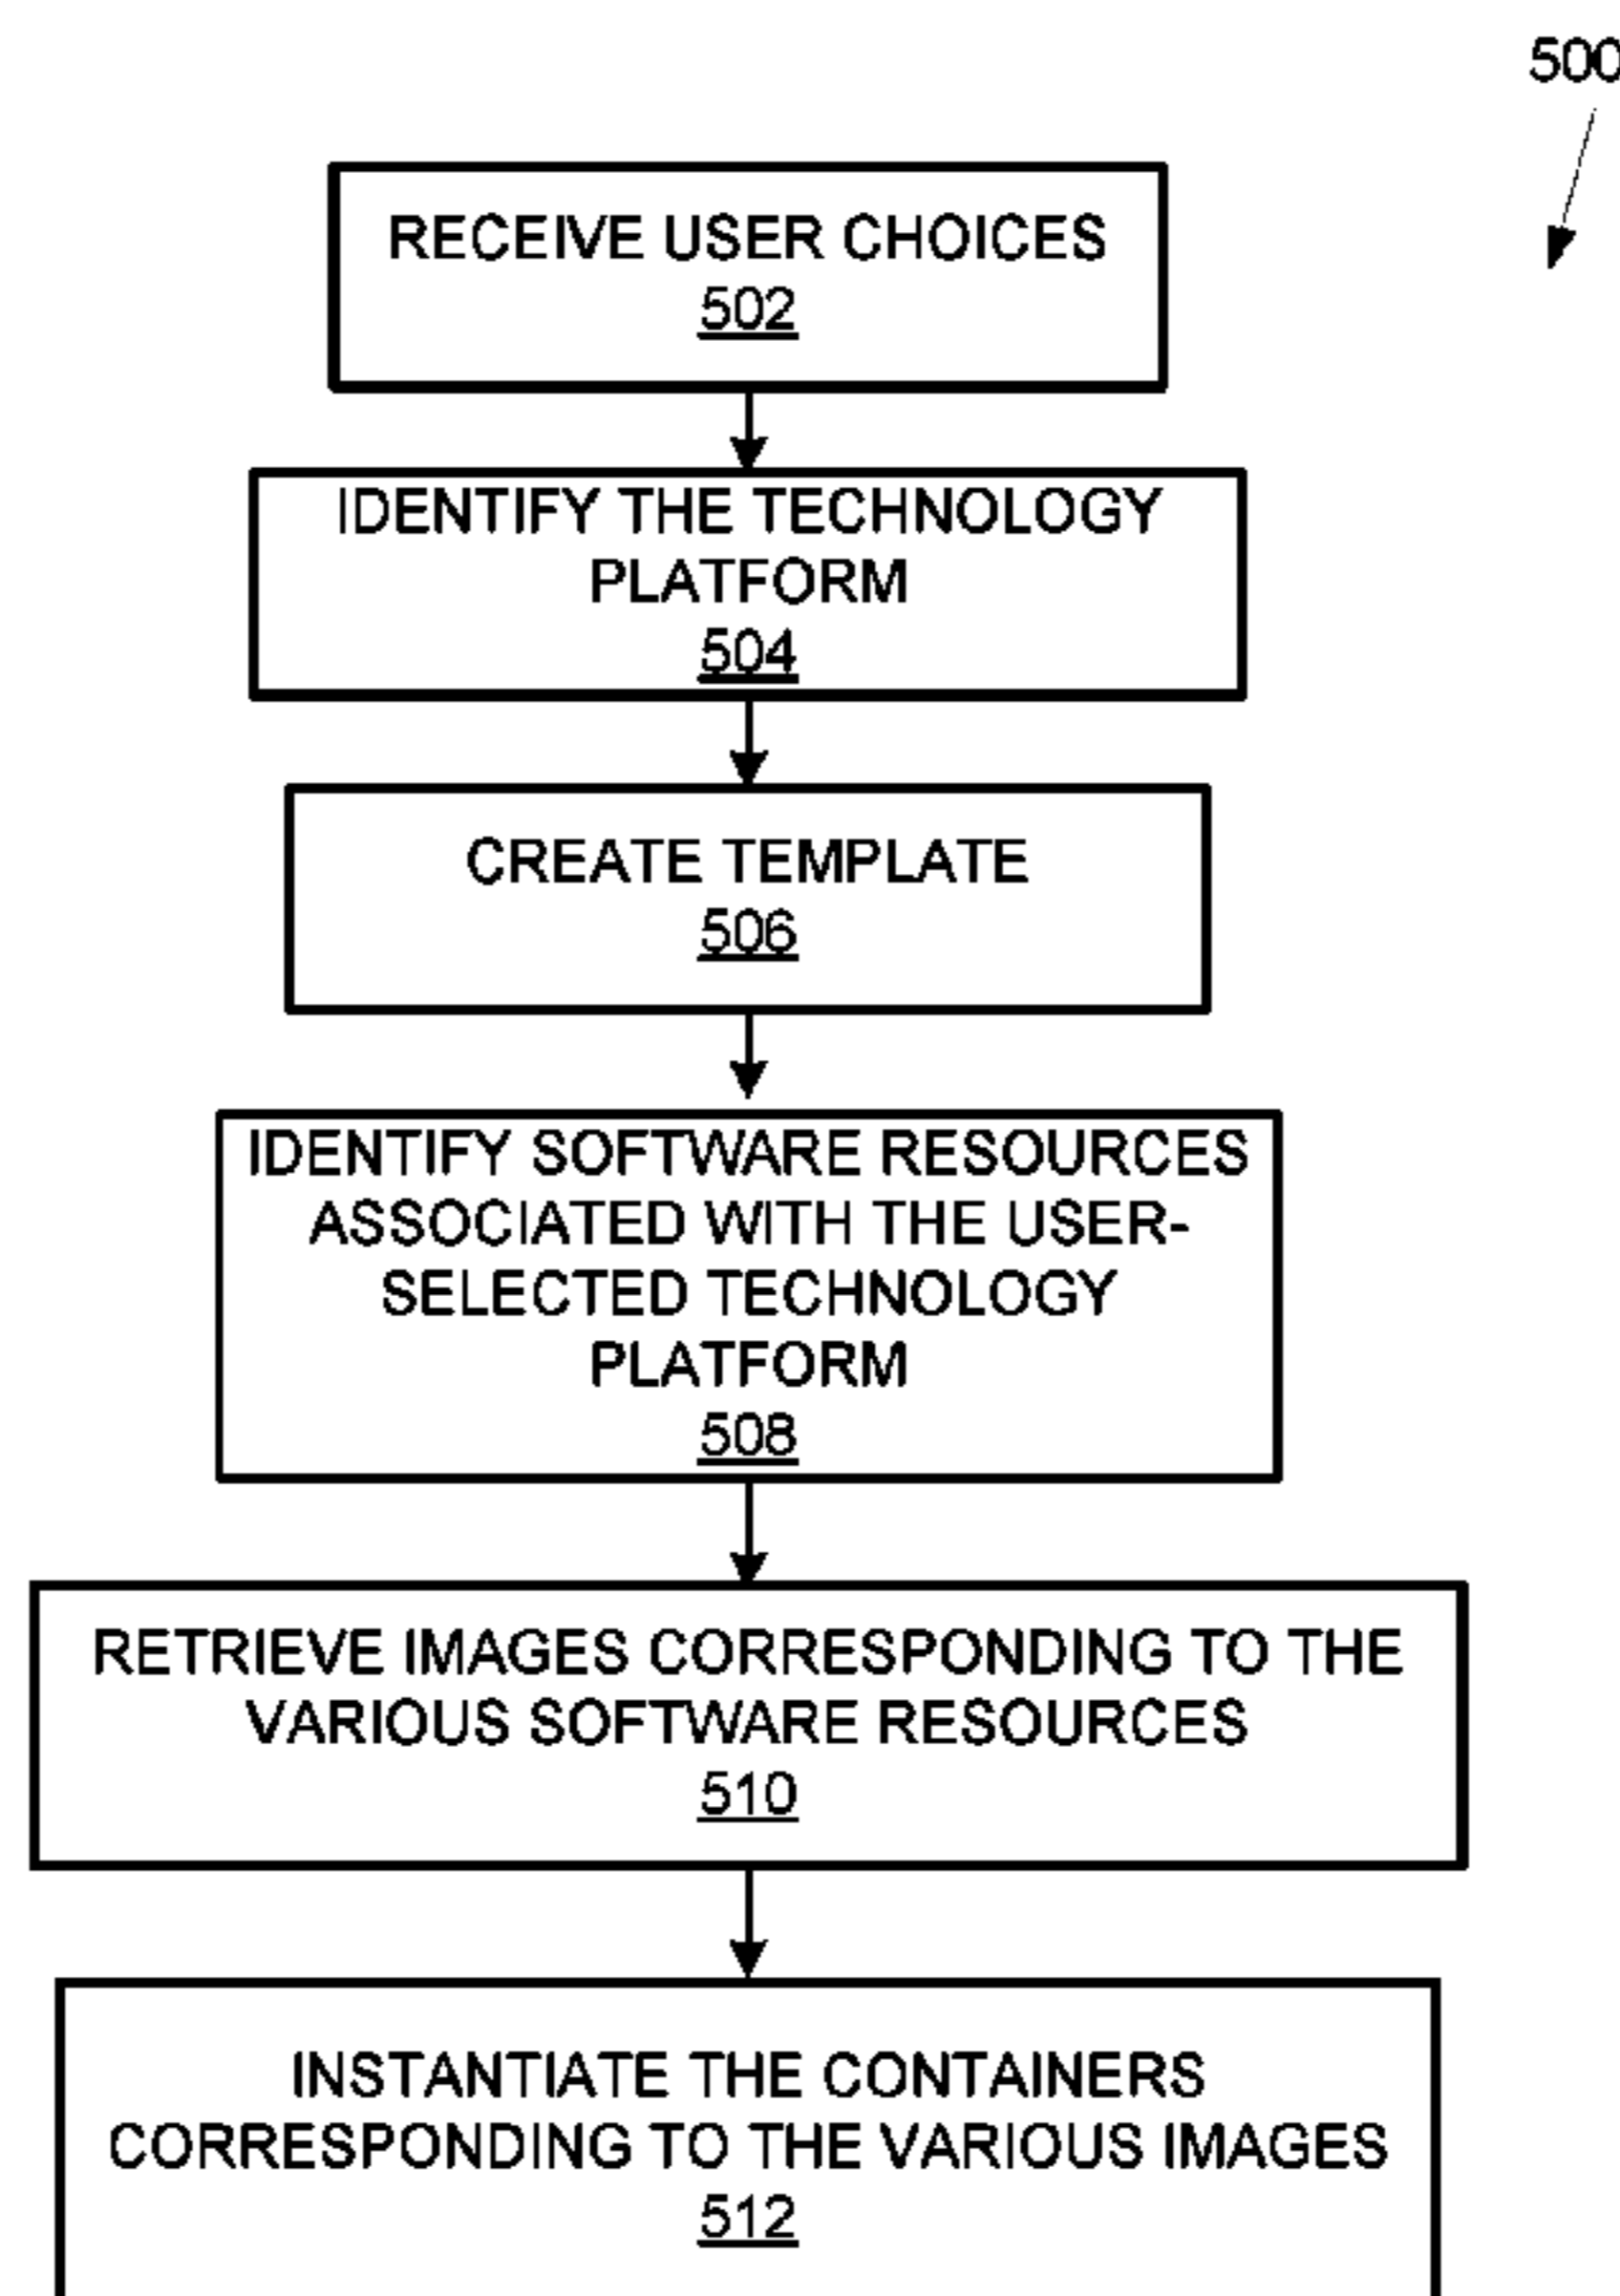 500
RECEIVE USER CHOICES
502
IDENTIFY THE TECHNOLOGY
PLATFORM
504
CREATE TEMPLATE
506
IDENTIFY SOFTWARE RESOURCES
ASSOCIATED WITH THE USER-
SELECTED TECHNOLOGY
PLATFORM
508
RETRIEVE IMAGES CORRESPONDING TO THE
VARIOUS SOFTWARE RESOURCES
510
INSTANTIATE THE CONTAINERS
CORRESPONDING TO THE VARIOUS IMAGES
512